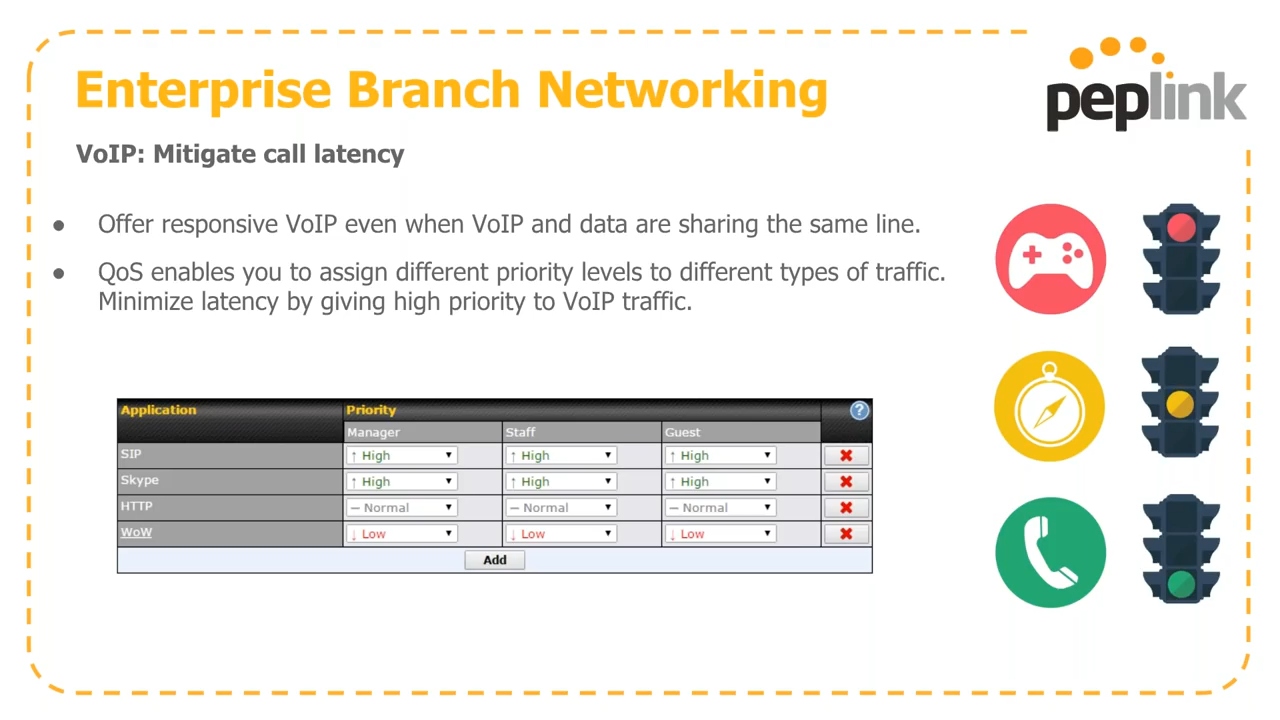 Enterprise Branch Networking
peplink
VoIP: Mitigate call latency
● Offer responsive VoIP even when VoIP and data are sharing the same line.
● QoS enables you to assign different priority levels to different types of traffic.
Minimize latency by giving high priority to VoIP traffic.
Application Priority ?
Manager Staff Guest
SIP ↑ High ↑ High ↑ High
Skype ↑ High ↑ High ↑ High
HTTP − Normal − Normal − Normal
WoW ↓ Low ↓ Low ↓ Low
Add